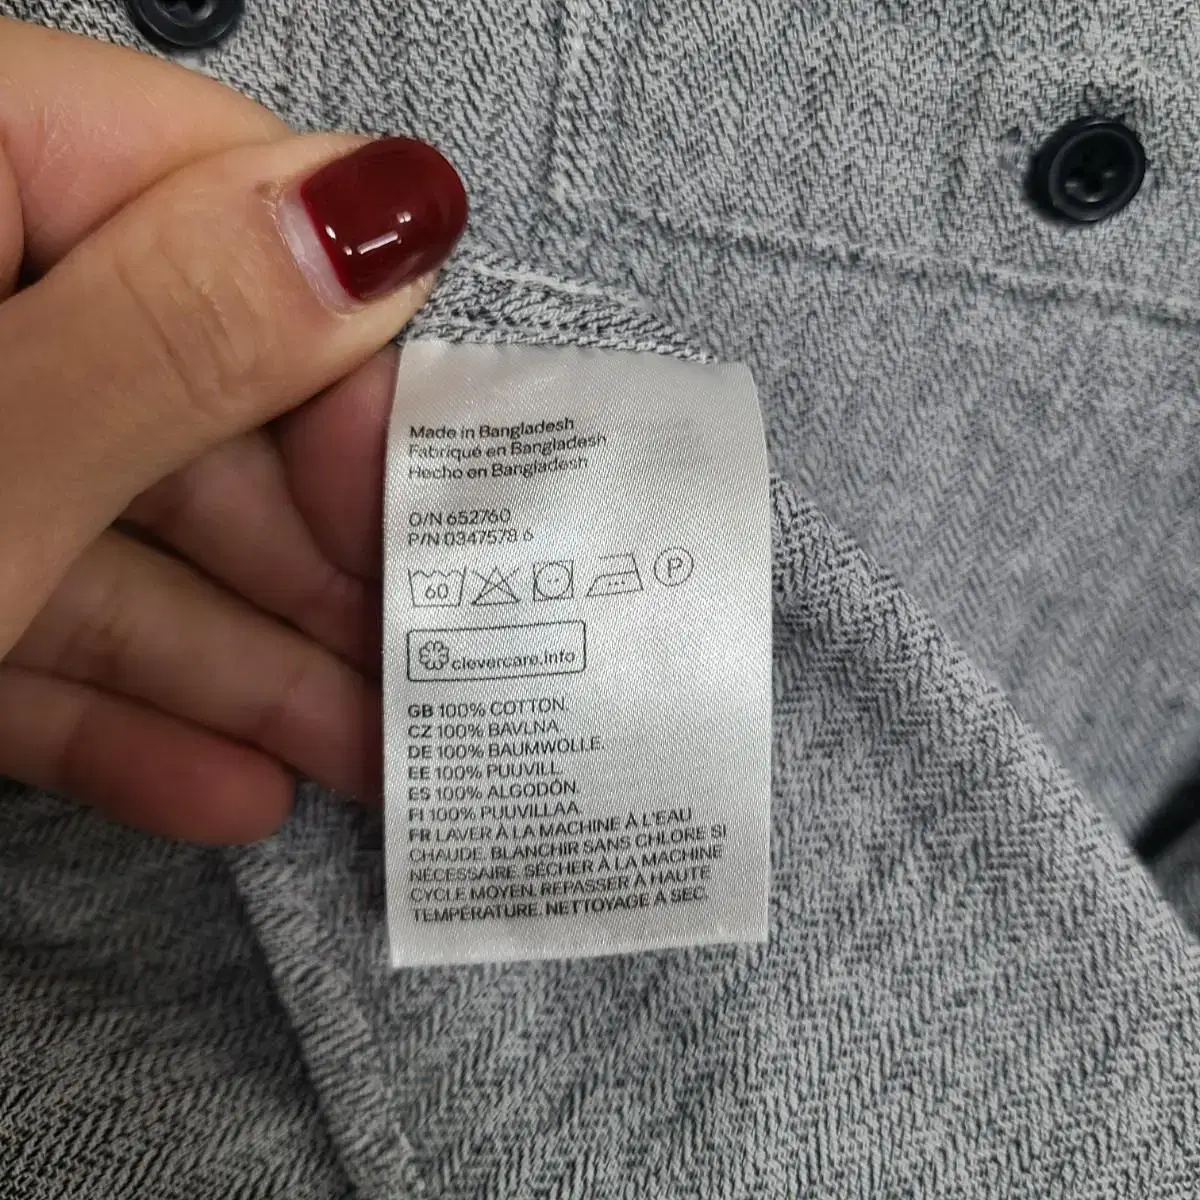 Made in Bangladesh
Fabriqué en Bangladesh
Hecho en Bangladesh
O/N 652760
P/N 0347578 6
60 P
clevercare.info
GB 100% COTTON.
CZ 100% BAVLNA.
DE 100% BAUMWOLLE.
EE 100% PUUVILL.
ES 100% ALGODÓN.
FI 100% PUUVILLAA.
FR LAVER À LA MACHINE À L'EAU
CHAUDE. BLANCHIR SANS CHLORE SI
NÉCESSAIRE. SÉCHER À LA MACHINE
CYCLE MOYEN. REPASSER À HAUTE
TEMPÉRATURE. NETTOYAGE À SEC.